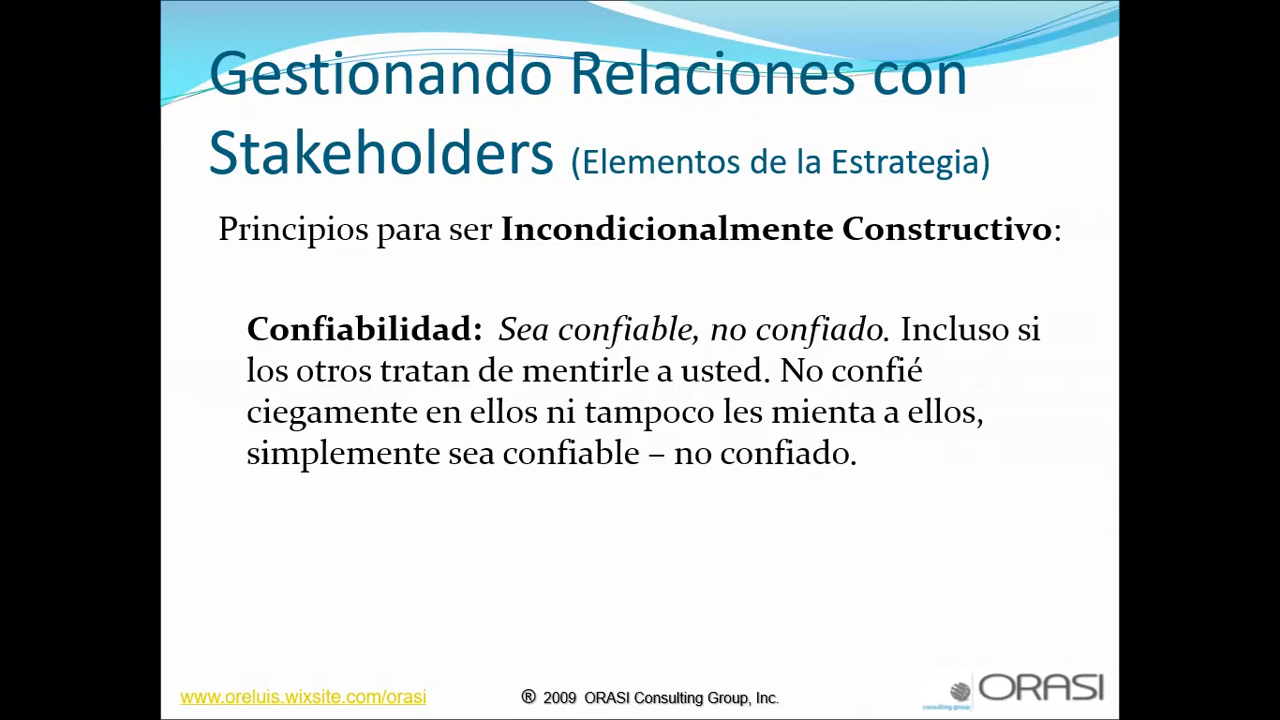 Gestionando Relaciones con
Stakeholders (Elementos de la Estrategia)
Principios para ser Incondicionalmente Constructivo:
Confiabilidad: Sea confiable, no confiado. Incluso si
los otros tratan de mentirle a usted. No confié
ciegamente en ellos ni tampoco les mienta a ellos,
simplemente sea confiable – no confiado.
www.oreluis.wixsite.com/orasi
® 2009 ORASI Consulting Group, Inc.
ORASI
consulting group